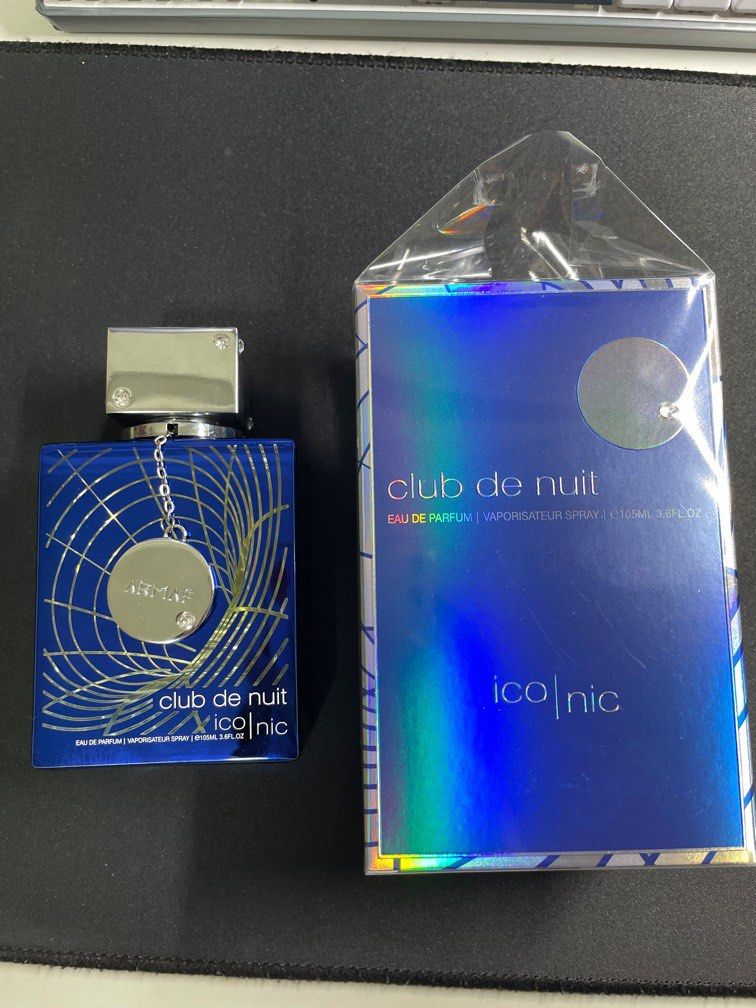 ARMAF
club de nuit
ico|nic
EAU DE PARFUM | VAPORISATEUR SPRAY | ℮105ML 3.6FL.OZ
club de nuit
EAU DE PARFUM | VAPORISATEUR SPRAY | ℮105ML 3.6FL.OZ
ico|nic